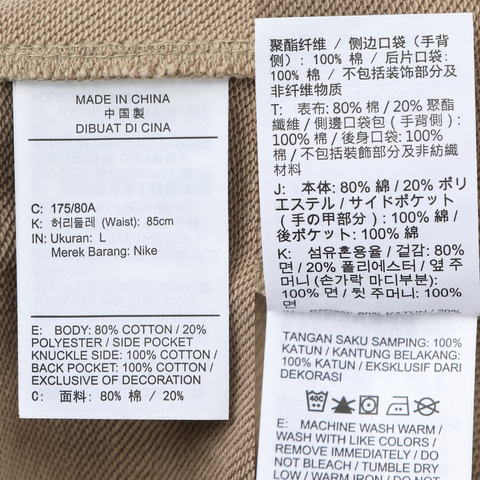 MADE IN CHINA
中国製
DIBUAT DI CINA
C: 175/80A
K: 허리둘레 (Waist): 85cm
IN: Ukuran: L
Merek Barang: Nike
E: BODY: 80% COTTON / 20%
POLYESTER / SIDE POCKET
KNUCKLE SIDE: 100% COTTON /
BACK POCKET: 100% COTTON /
EXCLUSIVE OF DECORATION
C: 面料: 80% 棉 / 20%
聚酯纤维 / 侧边口袋 (手背
侧) : 100% 棉 / 后片口袋:
100% 棉 / 不包括装饰部分及
非纤维物质
T: 表布: 80% 棉 / 20% 聚酯
纖維 / 側邊口袋包 (手背側) :
100% 棉 / 後身口袋: 100%
棉 / 不包括裝飾部分及非紡織
材料
J: 本体: 80% 綿 / 20% ポリ
エステル / サイドポケット
(手の甲部分) : 100% 綿 /
後ポケット: 100% 綿
K: 섬유혼용율 / 겉감: 80%
면 / 20% 폴리에스터 / 옆 주
머니 (손가락 마디부분):
100% 면 / 뒷 주머니: 100%
면
TANGAN SAKU SAMPING: 100%
KATUN / KANTUNG BELAKANG:
100% KATUN / EKSKLUSIF DARI
DEKORASI
40C
E: MACHINE WASH WARM /
WASH WITH LIKE COLORS /
REMOVE IMMEDIATELY / DO
NOT BLEACH / TUMBLE DRY
LOW / WARM IRON / DO NOT